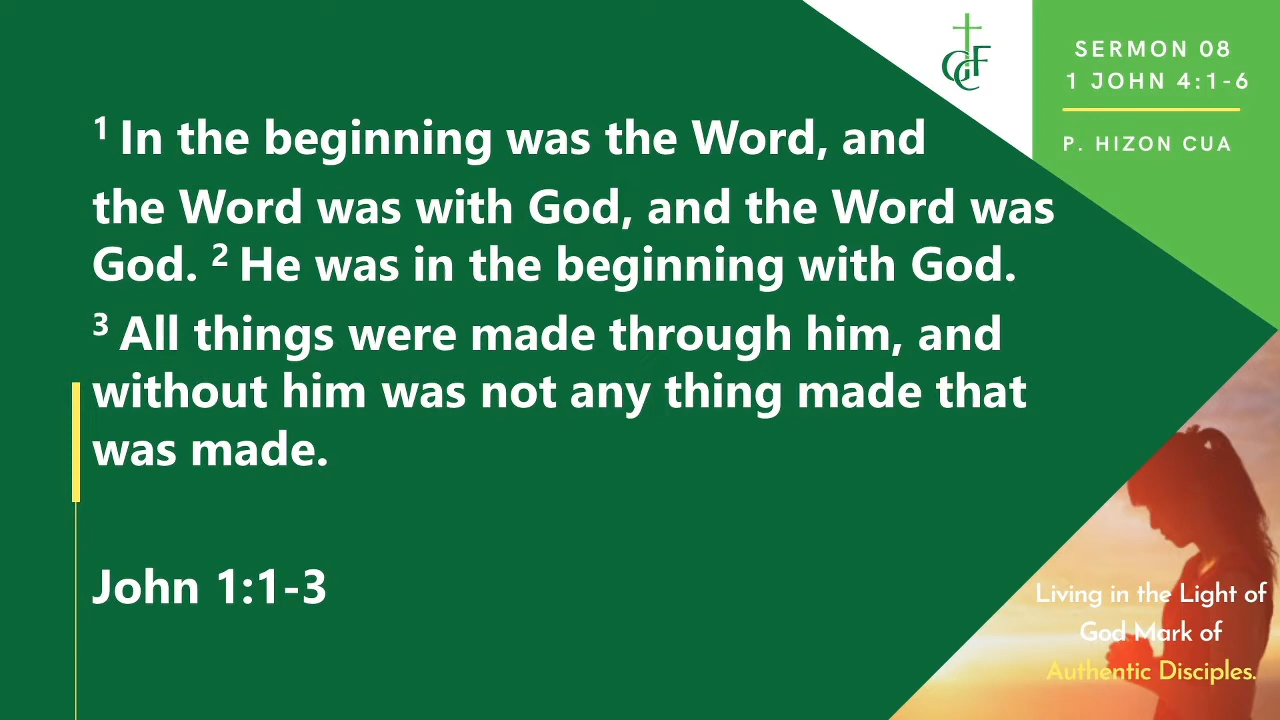 ¹ In the beginning was the Word, and
the Word was with God, and the Word was
God. ² He was in the beginning with God.
³ All things were made through him, and
without him was not any thing made that
was made.
John 1:1-3
GCF
SERMON 08
1 JOHN 4:1-6
P. HIZON CUA
Living in the Light of
God Mark of
Authentic Disciples.